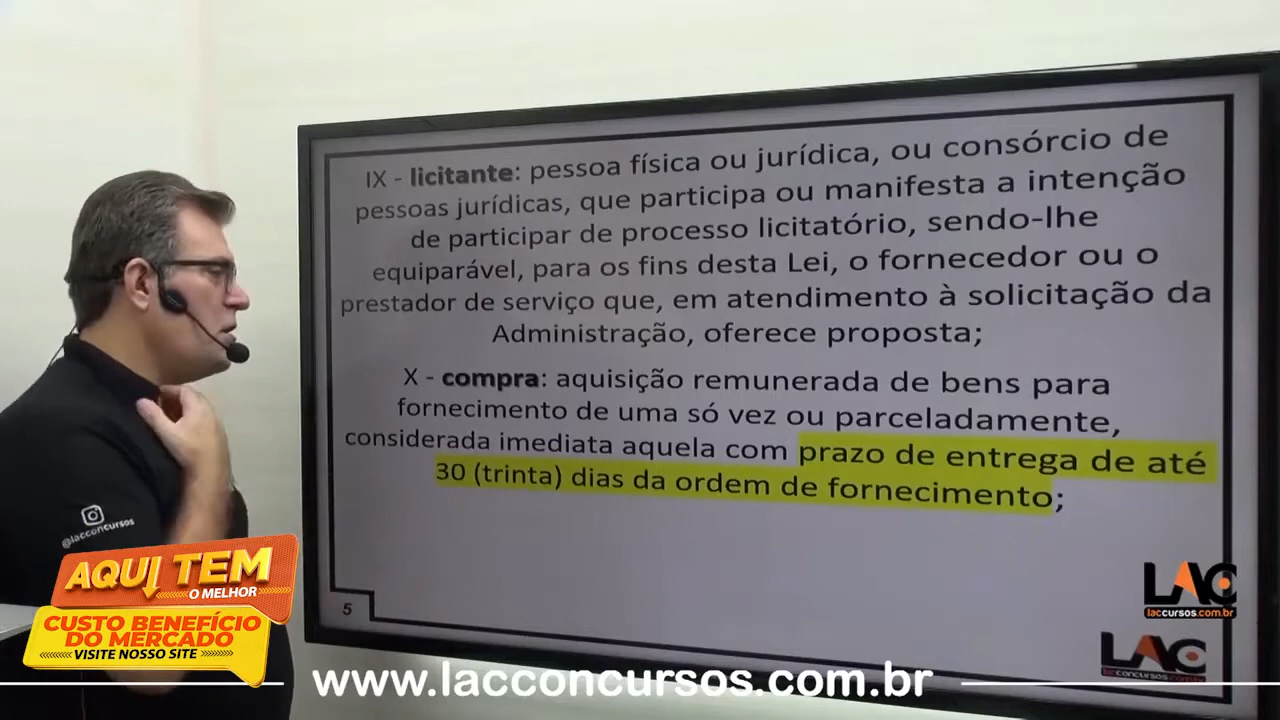 IX - licitante: pessoa física ou jurídica, ou consórcio de
pessoas jurídicas, que participa ou manifesta a intenção
de participar de processo licitatório, sendo-lhe
equiparável, para os fins desta Lei, o fornecedor ou o
prestador de serviço que, em atendimento à solicitação da
Administração, oferece proposta;
X - compra: aquisição remunerada de bens para
fornecimento de uma só vez ou parceladamente,
considerada imediata aquela com prazo de entrega de até
30 (trinta) dias da ordem de fornecimento;
5
LAC
laccursos.com.br
LAC
lacconcursos.com.br
@lacconcursos
AQUI TEM
O MELHOR
CUSTO BENEFÍCIO
DO MERCADO
VISITE NOSSO SITE
www.lacconcursos.com.br